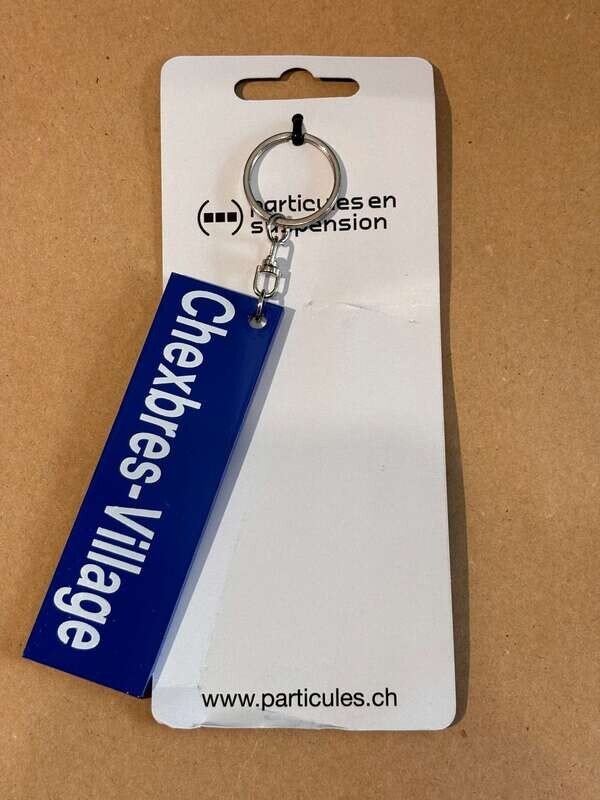 particules en
suspension
Chexbres-Village
www.particules.ch